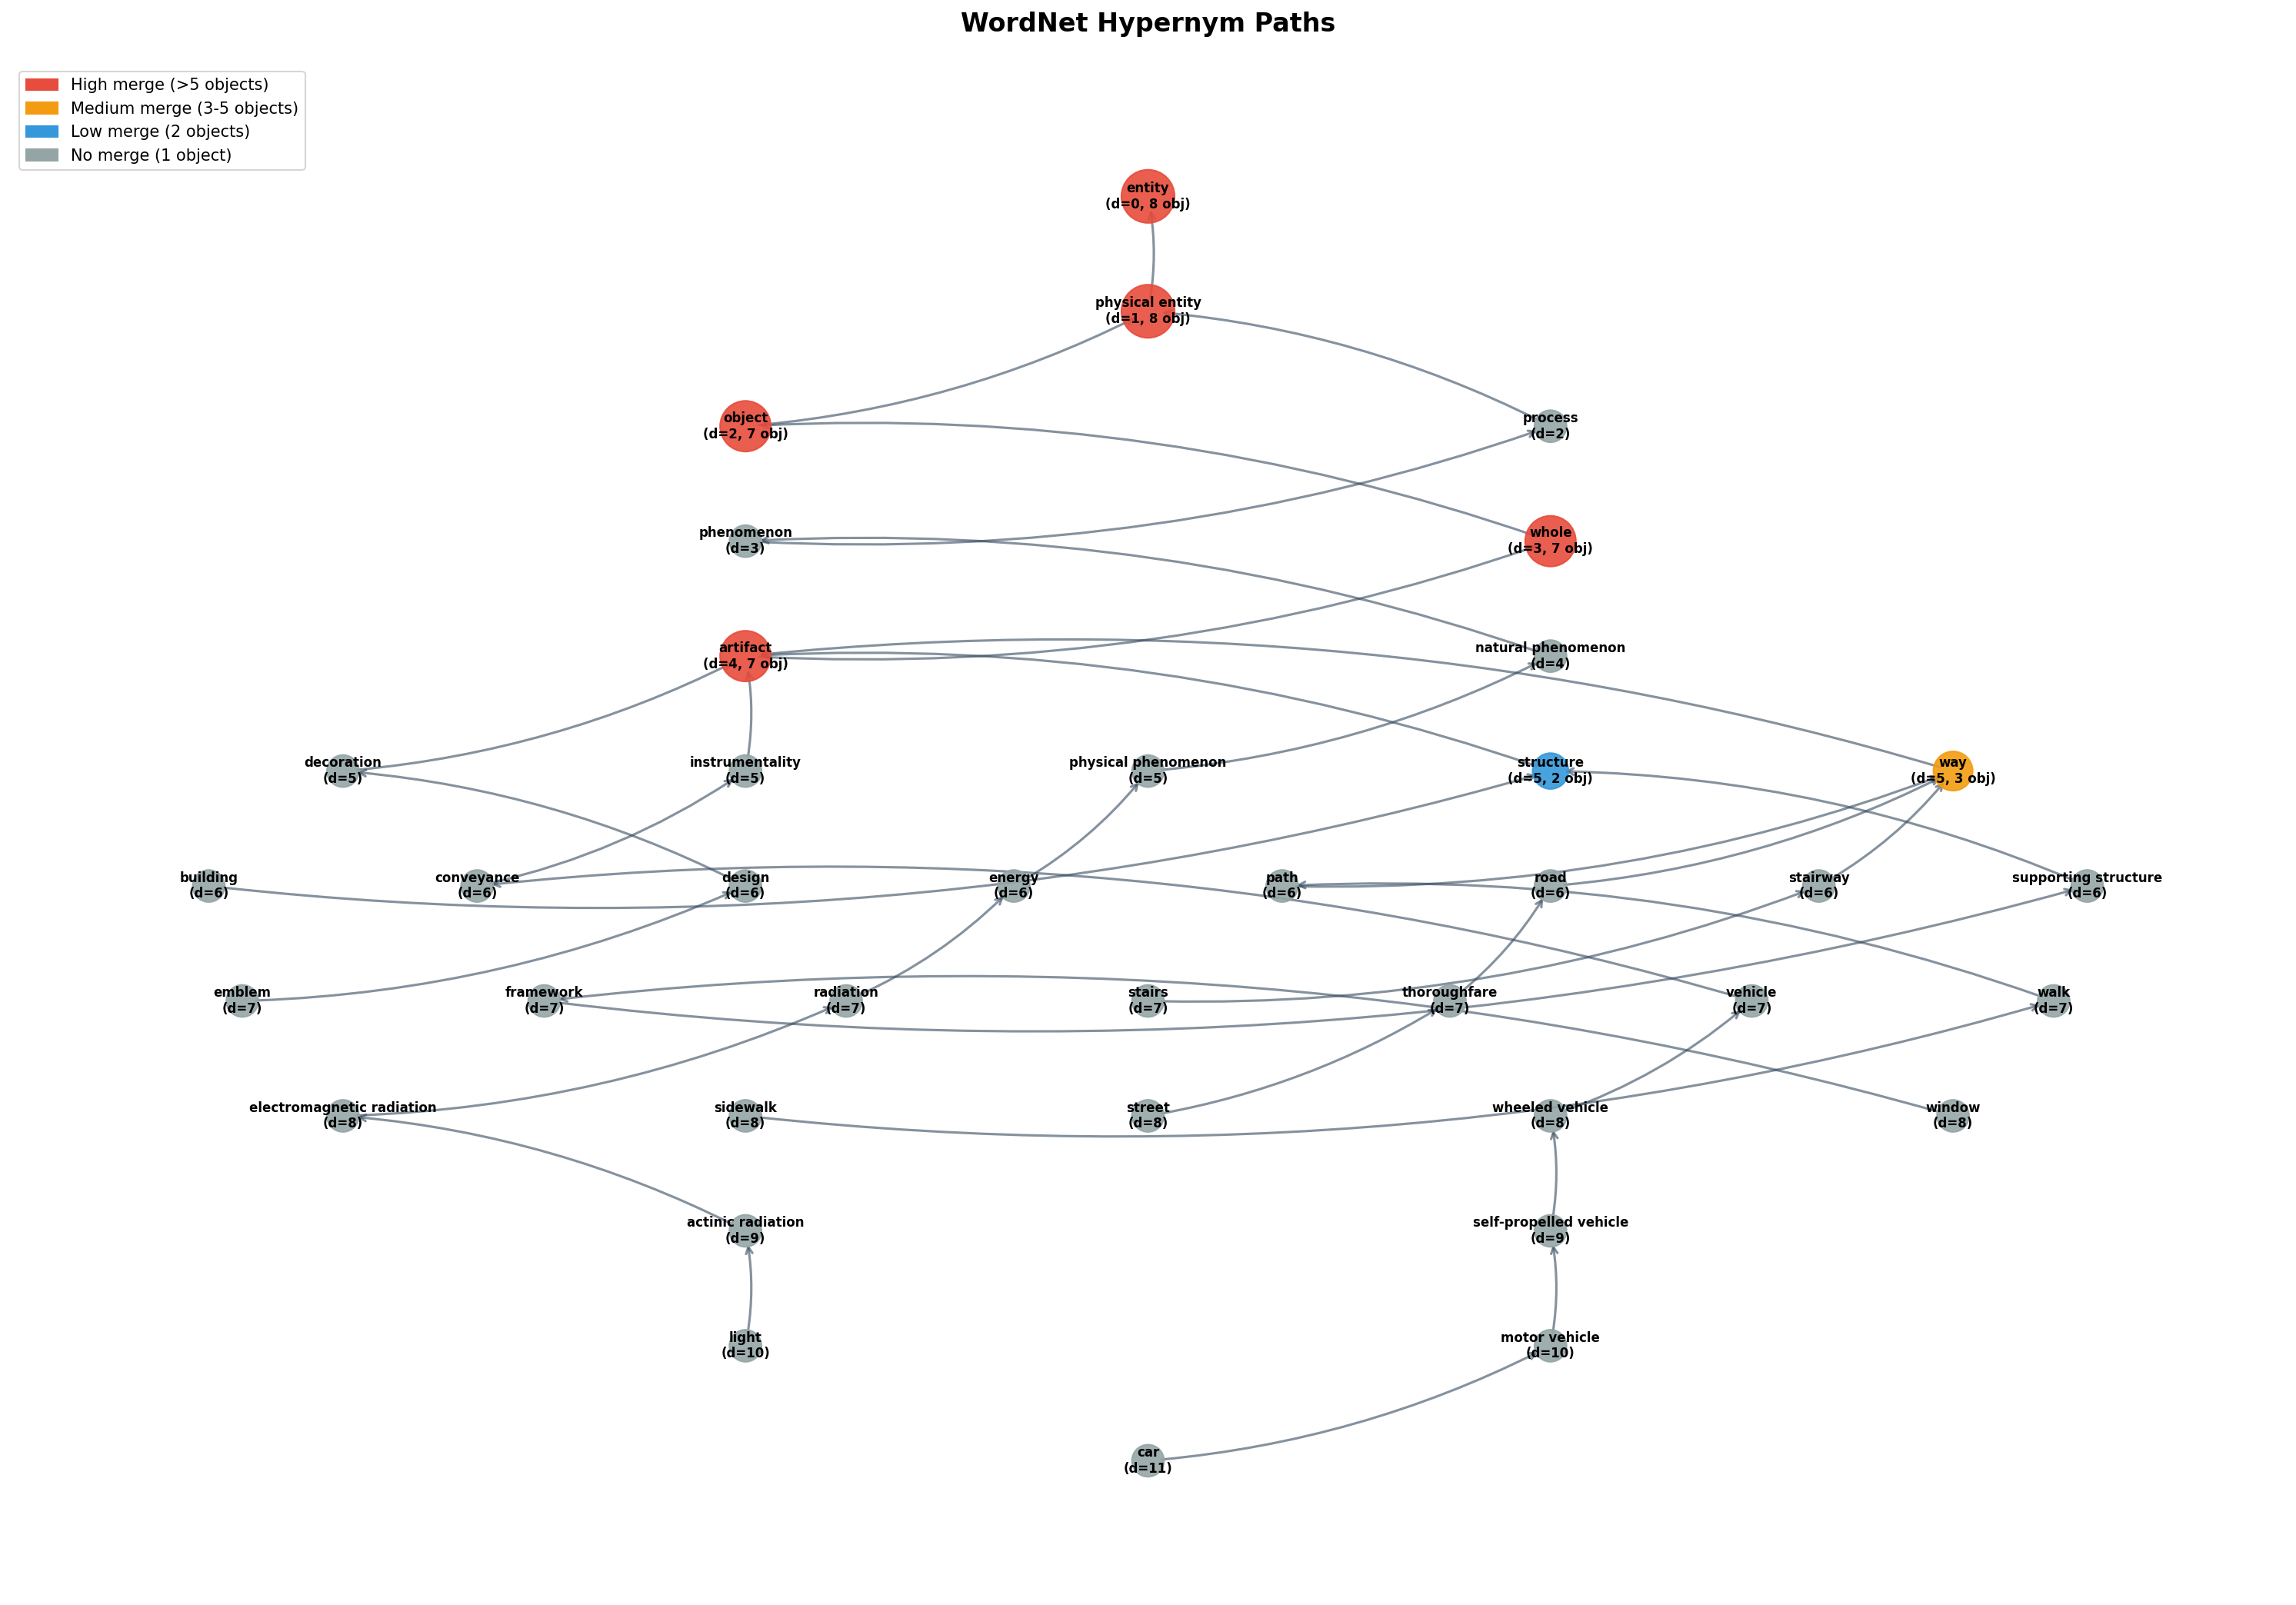 WordNet Hypernym Paths
High merge (>5 objects)
Medium merge (3-5 objects)
Low merge (2 objects)
No merge (1 object)
entity
(d=0, 8 obj)
physical entity
(d=1, 8 obj)
object
(d=2, 7 obj)
process
(d=2)
phenomenon
(d=3)
whole
(d=3, 7 obj)
artifact
(d=4, 7 obj)
natural phenomenon
(d=4)
decoration
(d=5)
instrumentality
(d=5)
physical phenomenon
(d=5)
structure
(d=5, 2 obj)
way
(d=5, 3 obj)
building
(d=6)
conveyance
(d=6)
design
(d=6)
energy
(d=6)
path
(d=6)
road
(d=6)
stairway
(d=6)
supporting structure
(d=6)
emblem
(d=7)
framework
(d=7)
radiation
(d=7)
stairs
(d=7)
thoroughfare
(d=7)
vehicle
(d=7)
walk
(d=7)
electromagnetic radiation
(d=8)
sidewalk
(d=8)
street
(d=8)
wheeled vehicle
(d=8)
window
(d=8)
actinic radiation
(d=9)
self-propelled vehicle
(d=9)
light
(d=10)
motor vehicle
(d=10)
car
(d=11)